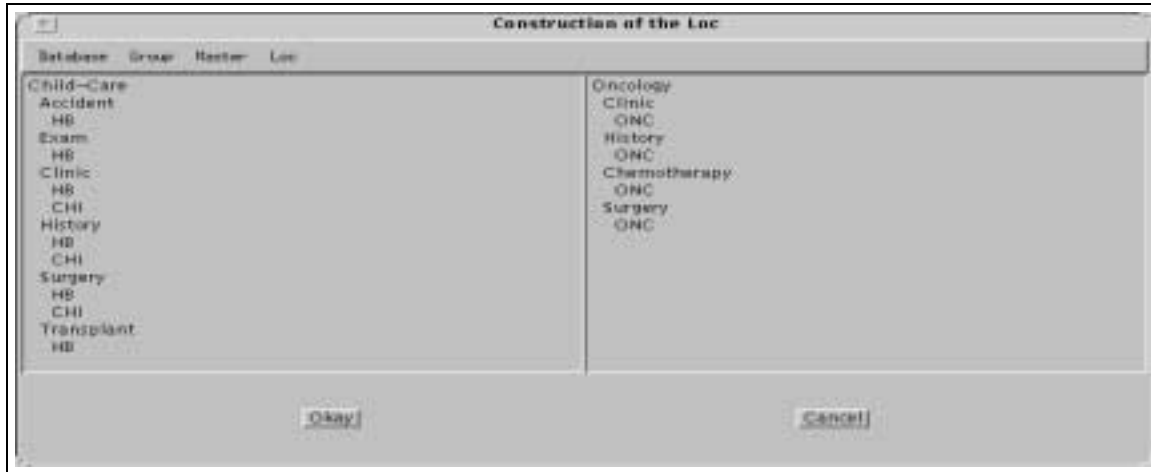 Construction of the Loc
Database Group Master Loc
Child-Care
Accident
HB
Exam
HB
Clinic
HB
CHI
History
HB
CHI
Surgery
HB
CHI
Transplant
HB
Oncology
Clinic
ONC
History
ONC
Chemotherapy
ONC
Surgery
ONC
Okay
Cancel